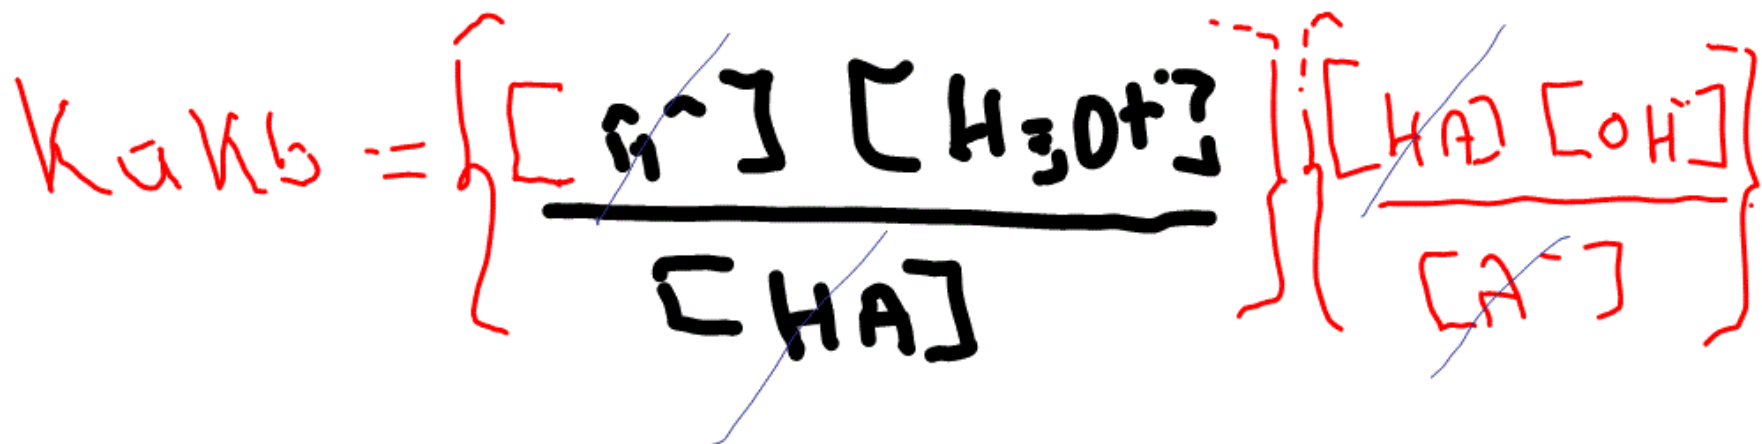 KaKb = { [A⁻] [H₃O⁺] / [HA] } { [HA] [OH⁻] / [A⁻] }